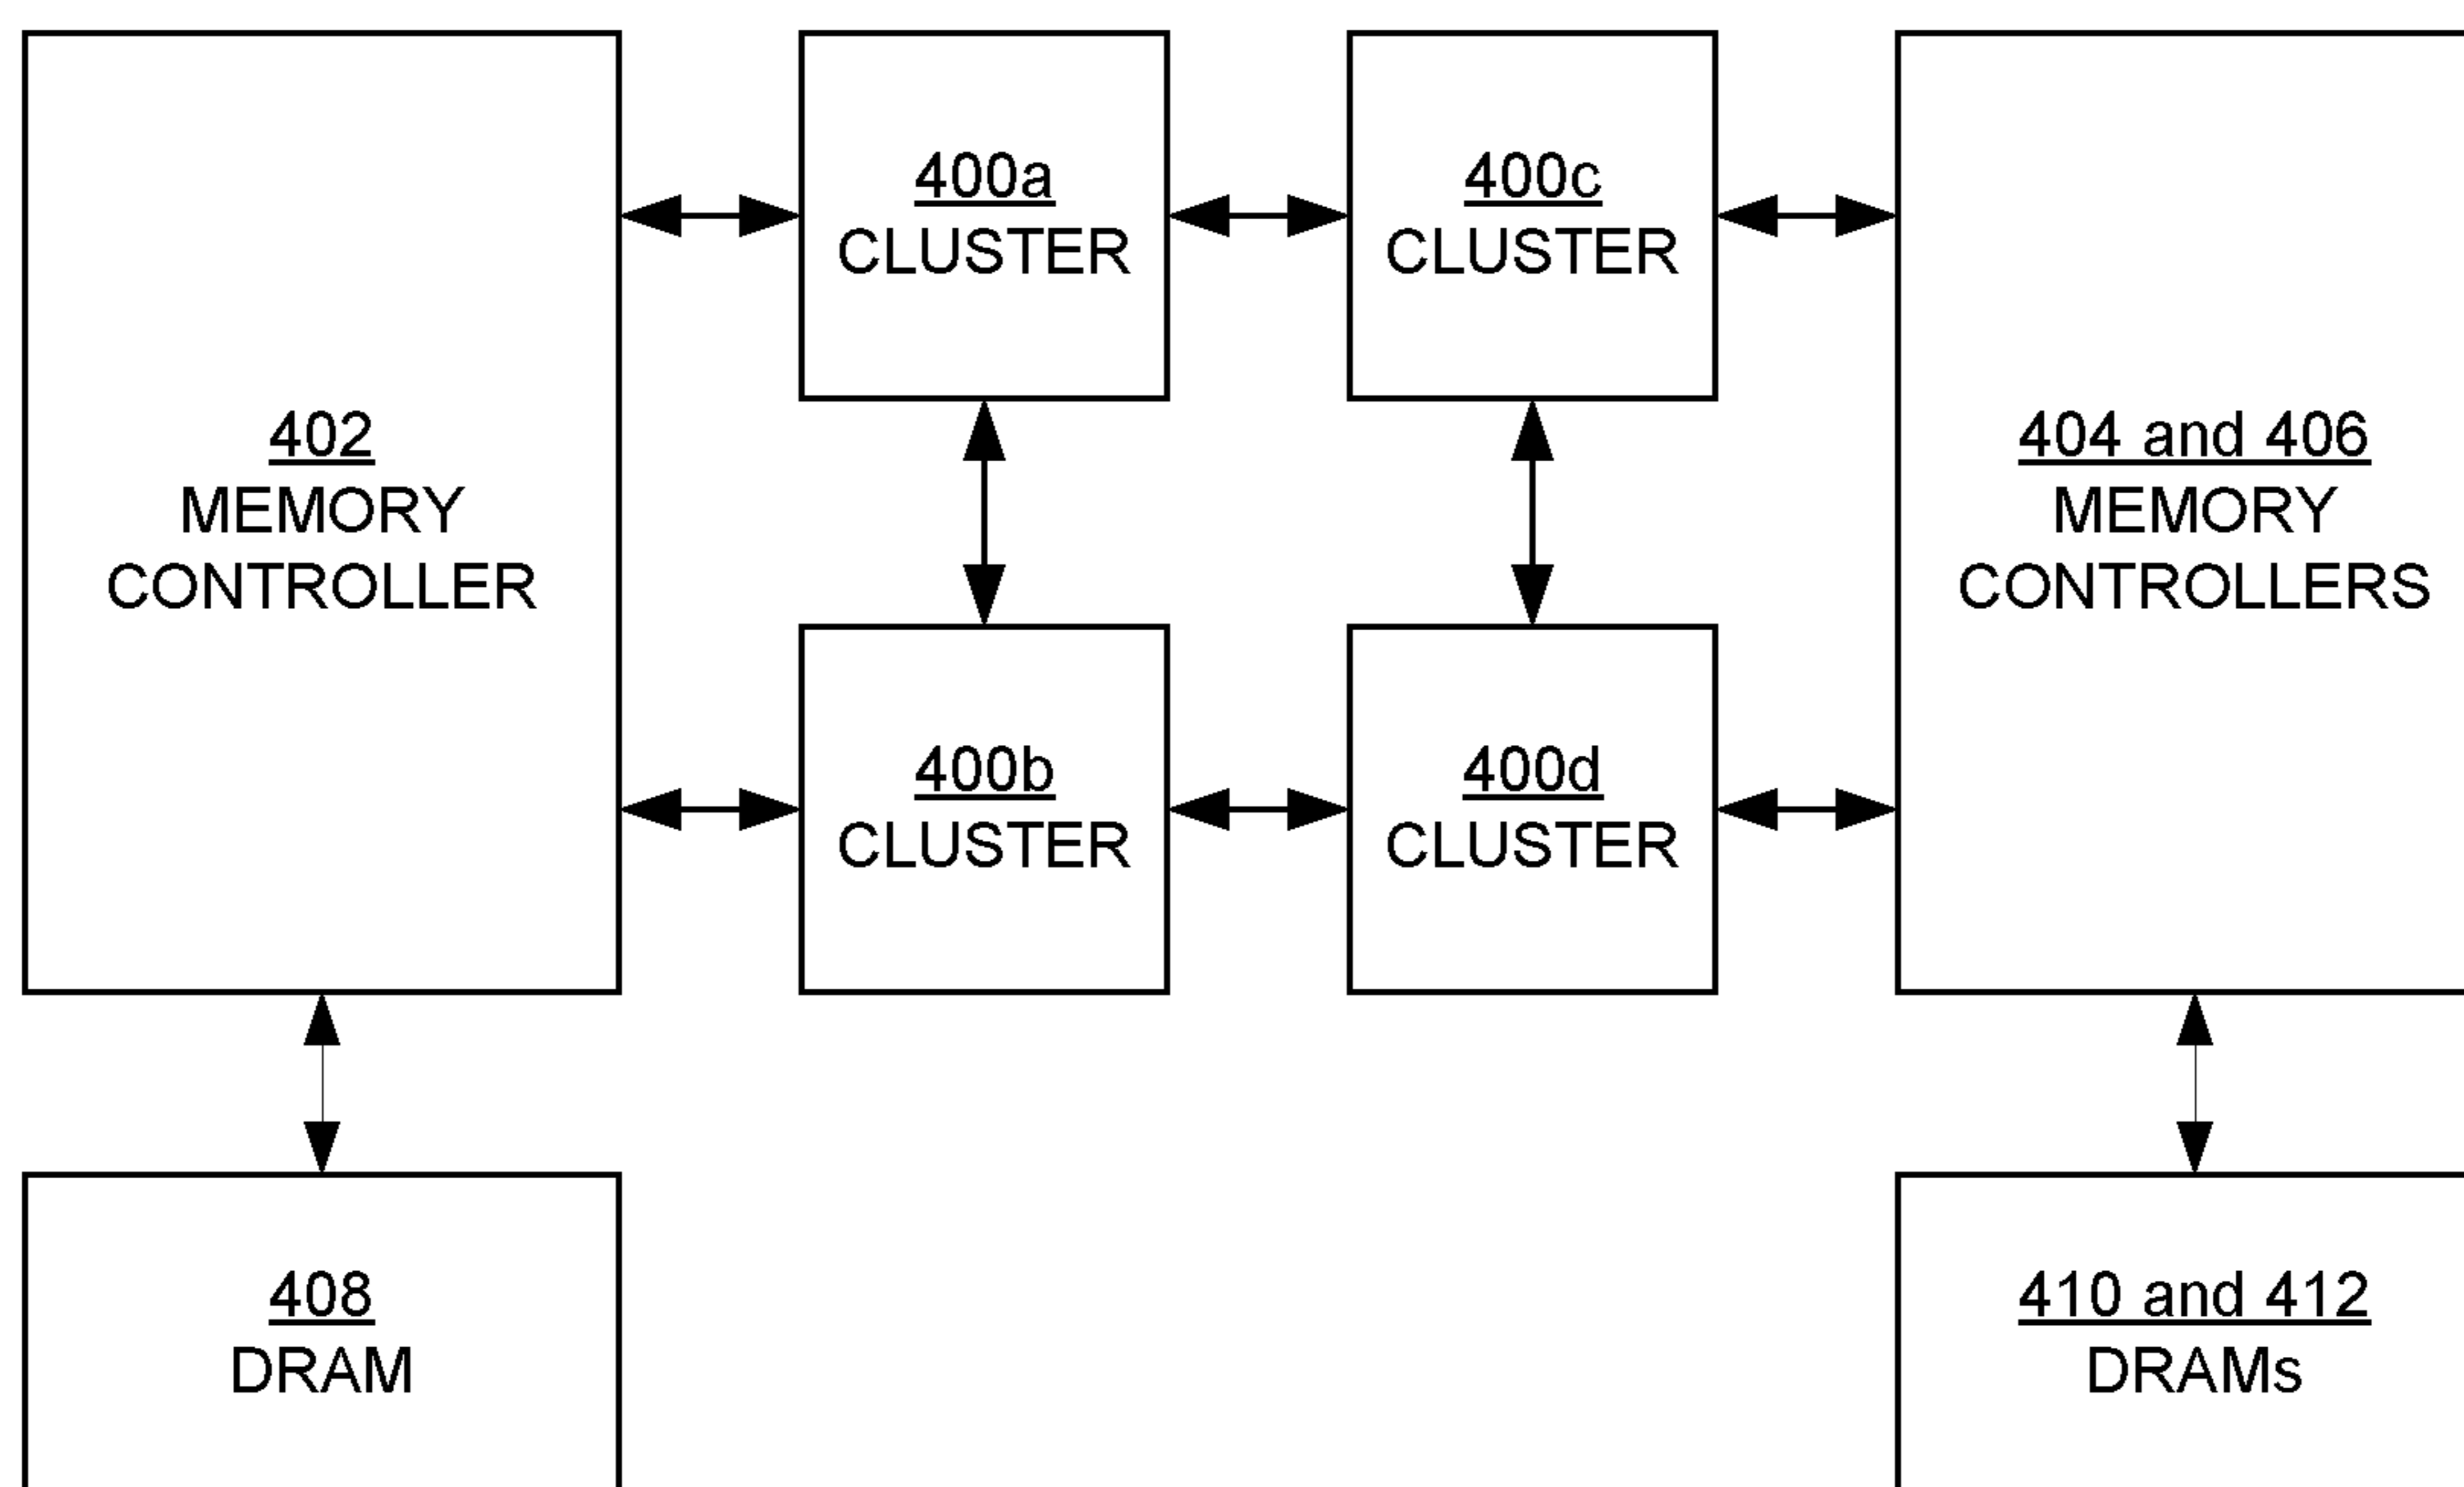 402
MEMORY
CONTROLLER
400a
CLUSTER
400c
CLUSTER
404 and 406
MEMORY
CONTROLLERS
400b
CLUSTER
400d
CLUSTER
408
DRAM
410 and 412
DRAMs